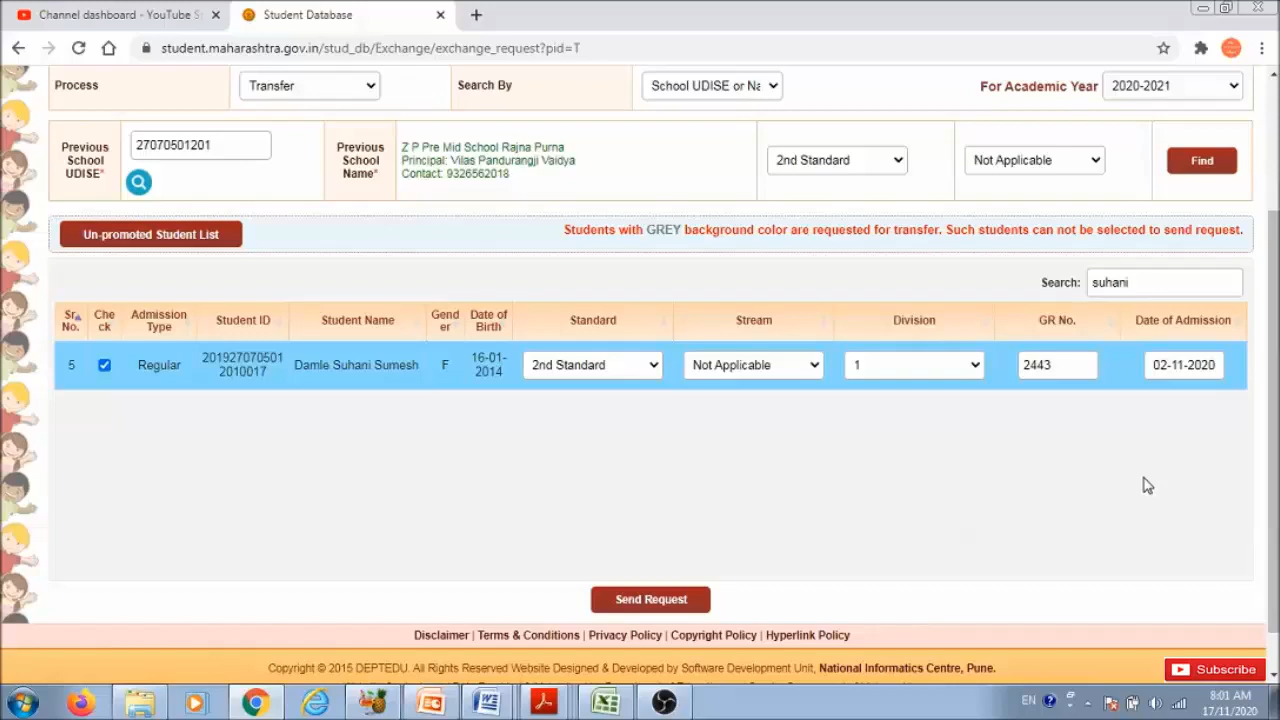 Channel dashboard - YouTube S
Student Database
student.maharashtra.gov.in/stud_db/Exchange/exchange_request?pid=T
Process
Transfer
Search By
School UDISE or Na
For Academic Year
2020-2021
Previous School UDISE*
27070501201
Previous School Name*
Z P Pre Mid School Rajna Purna
Principal: Vilas Pandurangji Vaidya
Contact: 9326562018
2nd Standard
Not Applicable
Find
Un-promoted Student List
Students with GREY background color are requested for transfer. Such students can not be selected to send request.
Search: suhani
Sr. No.
Che ck
Admission Type
Student ID
Student Name
Gend er
Date of Birth
Standard
Stream
Division
GR No.
Date of Admission
5
Regular
201927070501 2010017
Damle Suhani Sumesh
F
16-01- 2014
2nd Standard
Not Applicable
1
2443
02-11-2020
Send Request
Disclaimer | Terms & Conditions | Privacy Policy | Copyright Policy | Hyperlink Policy
Copyright © 2015 DEPTEDU. All Rights Reserved Website Designed & Developed by Software Development Unit, National Informatics Centre, Pune.
Subscribe
EN
8:01 AM
17/11/2020